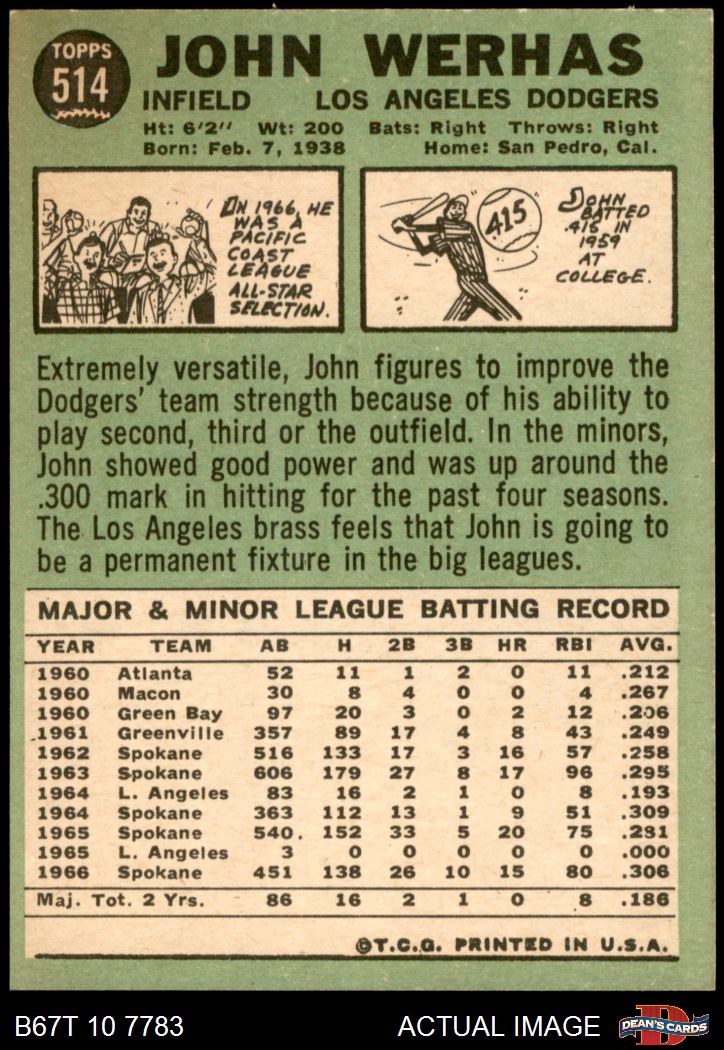 TOPPS
514
JOHN WERHAS
INFIELD LOS ANGELES DODGERS
Ht: 6'2" Wt: 200 Bats: Right Throws: Right
Born: Feb. 7, 1938 Home: San Pedro, Cal.
IN 1966, HE
WAS A
PACIFIC
COAST
LEAGUE
ALL-STAR
SELECTION.
415
JOHN
BATTED
.415 IN
1959
AT
COLLEGE.
Extremely versatile, John figures to improve the
Dodgers' team strength because of his ability to
play second, third or the outfield. In the minors,
John showed good power and was up around the
.300 mark in hitting for the past four seasons.
The Los Angeles brass feels that John is going to
be a permanent fixture in the big leagues.
MAJOR & MINOR LEAGUE BATTING RECORD
YEAR TEAM AB H 2B 3B HR RBI AVG.
1960 Atlanta 52 11 1 2 0 11 .212
1960 Macon 30 8 4 0 0 4 .267
1960 Green Bay 97 20 3 0 2 12 .206
1961 Greenville 357 89 17 4 8 43 .249
1962 Spokane 516 133 17 3 16 57 .258
1963 Spokane 606 179 27 8 17 96 .295
1964 L. Angeles 83 16 2 1 0 8 .193
1964 Spokane 363 112 13 1 9 51 .309
1965 Spokane 540 152 33 5 20 75 .281
1965 L. Angeles 3 0 0 0 0 0 .000
1966 Spokane 451 138 26 10 15 80 .306
Maj. Tot. 2 Yrs. 86 16 2 1 0 8 .186
©T.C.G. PRINTED IN U.S.A.
B67T 10 7783 ACTUAL IMAGE
D
DEAN'S CARDS